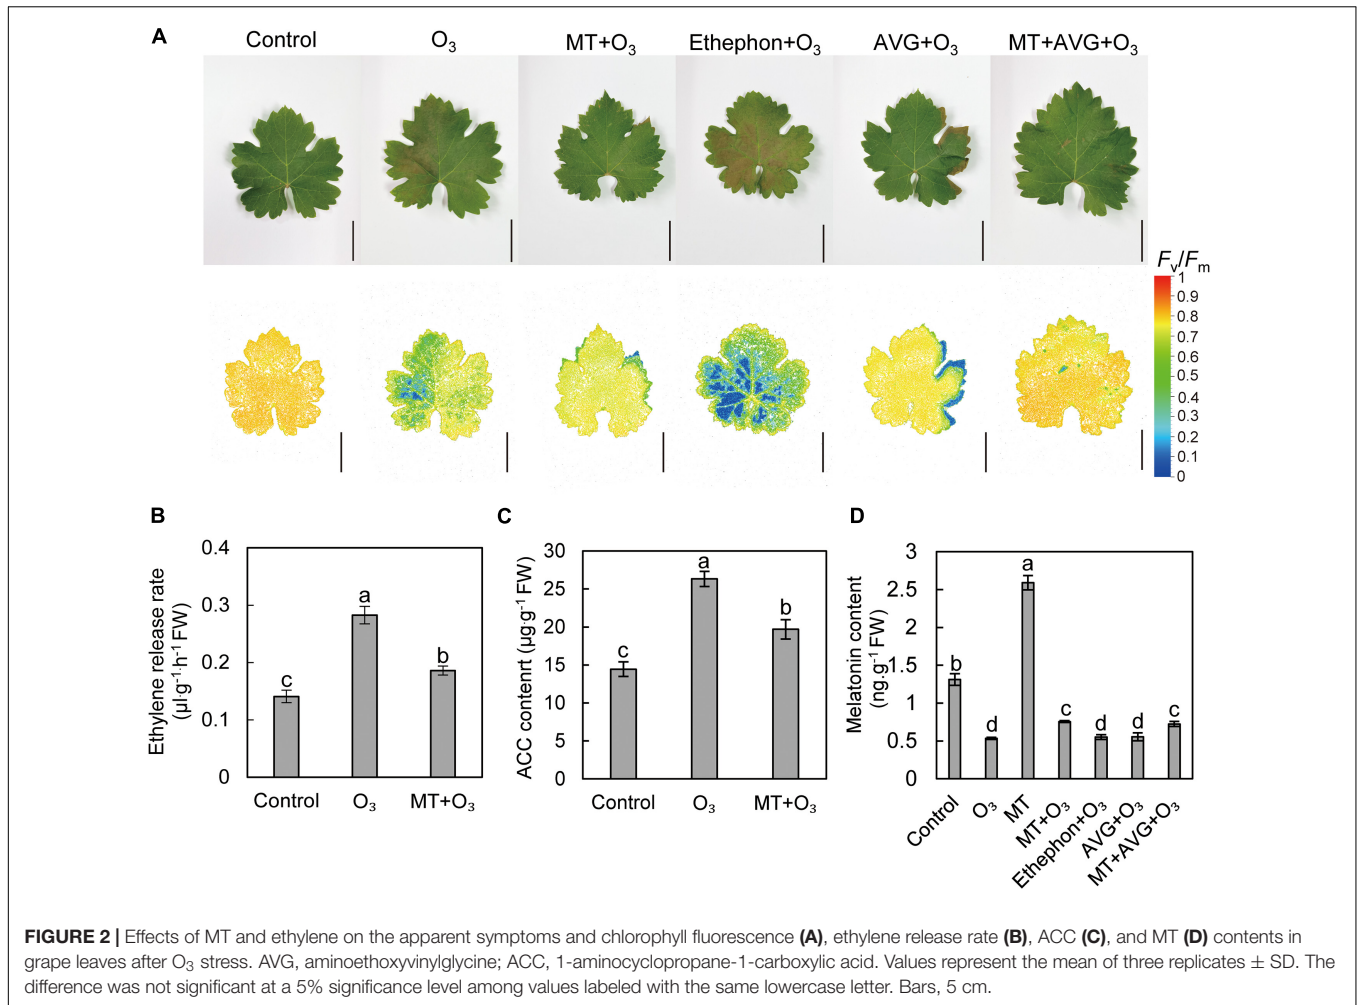 A
Control O₃ MT+O₃ Ethephon+O₃ AVG+O₃ MT+AVG+O₃
Fv/Fm
1
0.9
0.8
0.7
0.6
0.5
0.4
0.3
0.2
0.1
0
B
Ethylene release rate
(µl·g⁻¹·h⁻¹ FW)
0.4
0.3
0.2
0.1
0
c a b
Control O₃ MT+O₃
C
ACC contenrt (µg·g⁻¹ FW)
30
25
20
15
10
5
0
c a b
Control O₃ MT+O₃
D
Melatonin content
(ng.g⁻¹ FW)
3
2.5
2
1.5
1
0.5
0
b d a c d d c
Control O₃ MT MT+O₃ Ethephon+O₃ AVG+O₃ MT+AVG+O₃
FIGURE 2 | Effects of MT and ethylene on the apparent symptoms and chlorophyll fluorescence (A), ethylene release rate (B), ACC (C), and MT (D) contents in
grape leaves after O₃ stress. AVG, aminoethoxyvinylglycine; ACC, 1-aminocyclopropane-1-carboxylic acid. Values represent the mean of three replicates ± SD. The
difference was not significant at a 5% significance level among values labeled with the same lowercase letter. Bars, 5 cm.